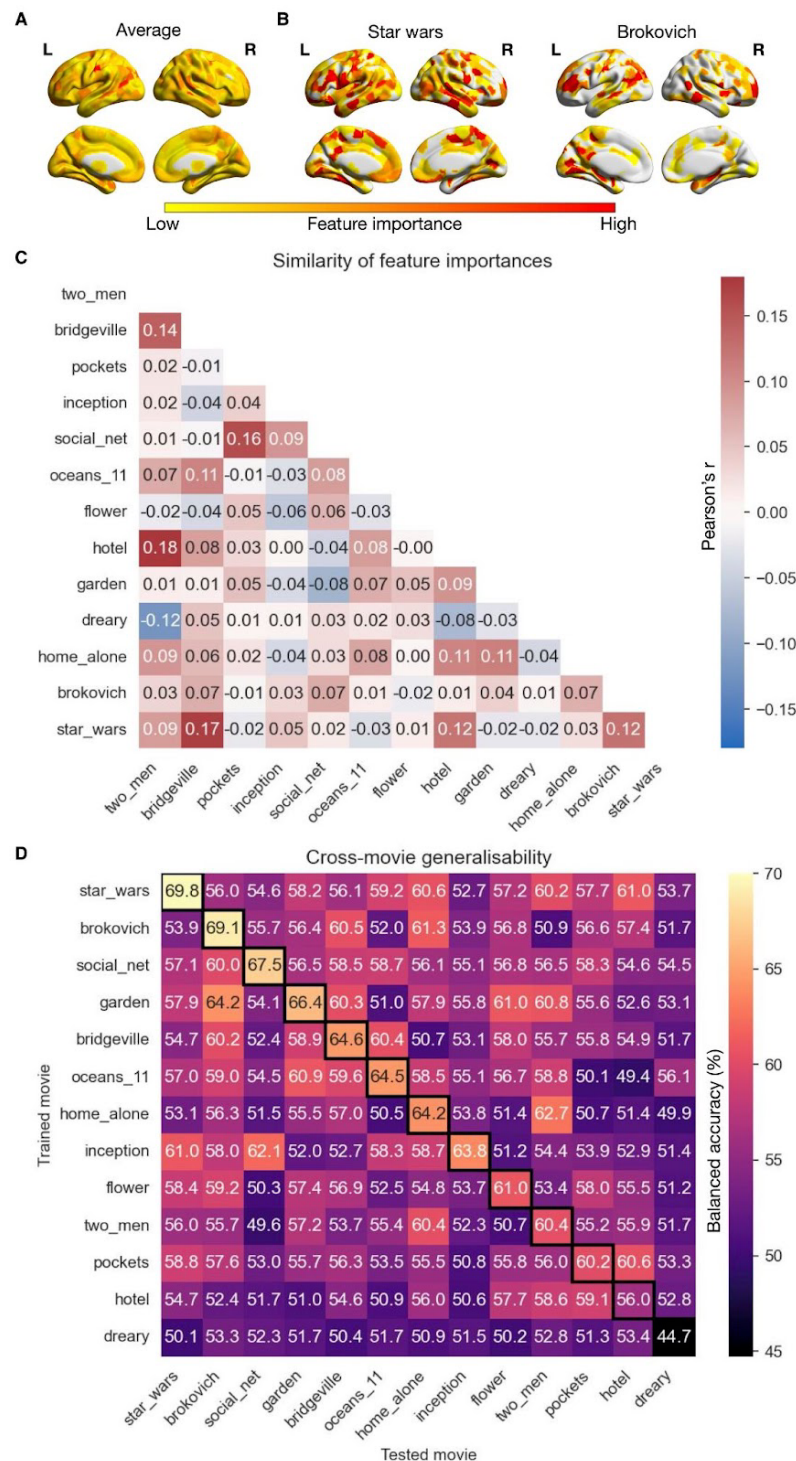 A
Average
L
R
B
Star wars
L
R
Brokovich
L
R
Low
Feature importance
High
C
Similarity of feature importances
two_men
bridgeville 0.14
pockets 0.02 -0.01
inception 0.02 -0.04 0.04
social_net 0.01 -0.01 0.16 0.09
oceans_11 0.07 0.11 -0.01 -0.03 0.08
flower -0.02 -0.04 0.05 -0.06 0.06 -0.03
hotel 0.18 0.08 0.03 0.00 -0.04 0.08 -0.00
garden 0.01 0.01 0.05 -0.04 -0.08 0.07 0.05 0.09
dreary -0.12 0.05 0.01 0.01 0.03 0.02 0.03 -0.08 -0.03
home_alone 0.09 0.06 0.02 -0.04 0.03 0.08 0.00 0.11 0.11 -0.04
brokovich 0.03 0.07 -0.01 0.03 0.07 0.01 -0.02 0.01 0.04 0.01 0.07
star_wars 0.09 0.17 -0.02 0.05 0.02 -0.03 0.01 0.12 -0.02 -0.02 0.03 0.12
two_men bridgeville pockets inception social_net oceans_11 flower hotel garden dreary home_alone brokovich star_wars
0.15
0.10
0.05
0.00
-0.05
-0.10
-0.15
Pearson's r
D
Cross-movie generalisability
Trained movie
star_wars 69.8 56.0 54.6 58.2 56.1 59.2 60.6 52.7 57.2 60.2 57.7 61.0 53.7
brokovich 53.9 69.1 55.7 56.4 60.5 52.0 61.3 53.9 56.8 50.9 56.6 57.4 51.7
social_net 57.1 60.0 67.5 56.5 58.5 58.7 56.1 55.1 56.8 56.5 58.3 54.6 54.5
garden 57.9 64.2 54.1 66.4 60.3 51.0 57.9 55.8 61.0 60.8 55.6 52.6 53.1
bridgeville 54.7 60.2 52.4 58.9 64.6 60.4 50.7 53.1 58.0 55.7 55.8 54.9 51.7
oceans_11 57.0 59.0 54.5 60.9 59.6 64.5 58.5 55.1 56.7 58.8 50.1 49.4 56.1
home_alone 53.1 56.3 51.5 55.5 57.0 50.5 64.2 53.8 51.4 62.7 50.7 51.4 49.9
inception 61.0 58.0 62.1 52.0 52.7 58.3 58.7 63.8 51.2 54.4 53.9 52.9 51.4
flower 58.4 59.2 50.3 57.4 56.9 52.5 54.8 53.7 61.0 53.4 58.0 55.5 51.2
two_men 56.0 55.7 49.6 57.2 53.7 55.4 60.4 52.3 50.7 60.4 55.2 55.9 51.7
pockets 58.8 57.6 53.0 55.7 56.3 53.5 55.5 50.8 55.8 56.0 60.2 60.6 53.3
hotel 54.7 52.4 51.7 51.0 54.6 50.9 56.0 50.6 57.7 58.6 59.1 56.0 52.8
dreary 50.1 53.3 52.3 51.7 50.4 51.7 50.9 51.5 50.2 52.8 51.3 53.4 44.7
star_wars brokovich social_net garden bridgeville oceans_11 home_alone inception flower two_men pockets hotel dreary
Tested movie
70
65
60
55
50
45
Balanced accuracy (%)